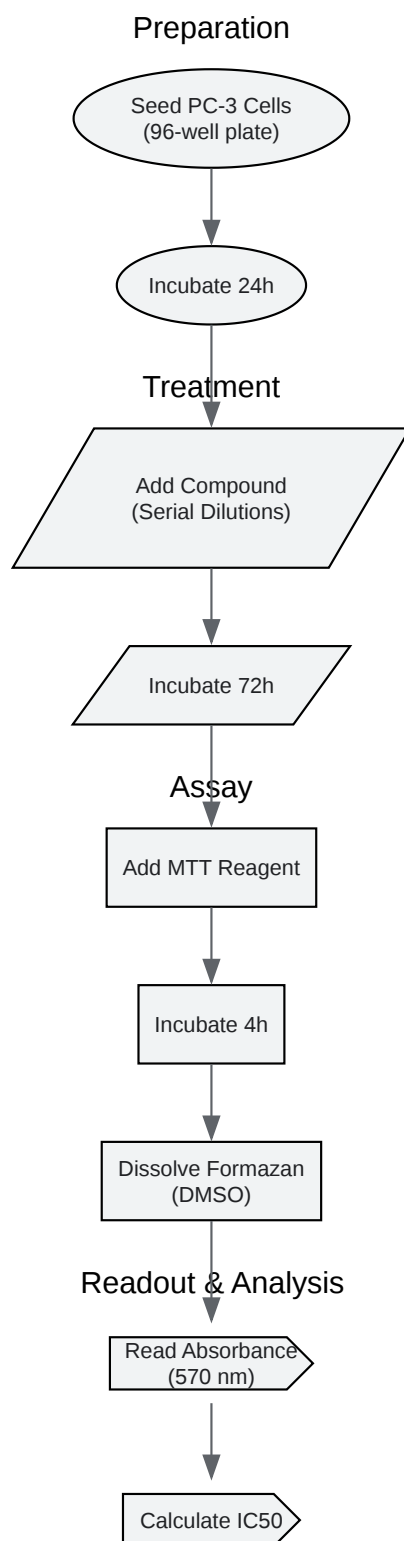 Preparation
Seed PC-3 Cells
(96-well plate)
Incubate 24h
Treatment
Add Compound
(Serial Dilutions)
Incubate 72h
Assay
Add MTT Reagent
Incubate 4h
Dissolve Formazan
(DMSO)
Readout & Analysis
Read Absorbance
(570 nm)
Calculate IC50